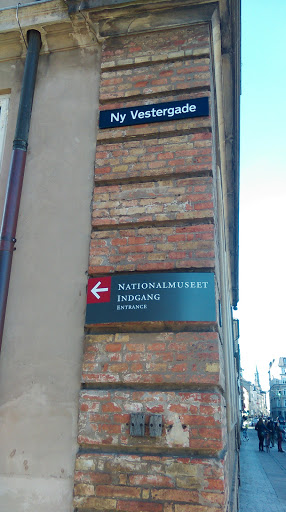 Ny Vestergade
NATIONALMUSEET
INDGANG
ENTRANCE